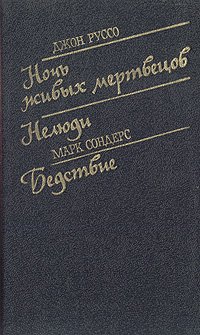 ДЖОН РУССО
Ночь
живых мертвецов
Нелюди
МАРК СОНДЕРС
Бедствие